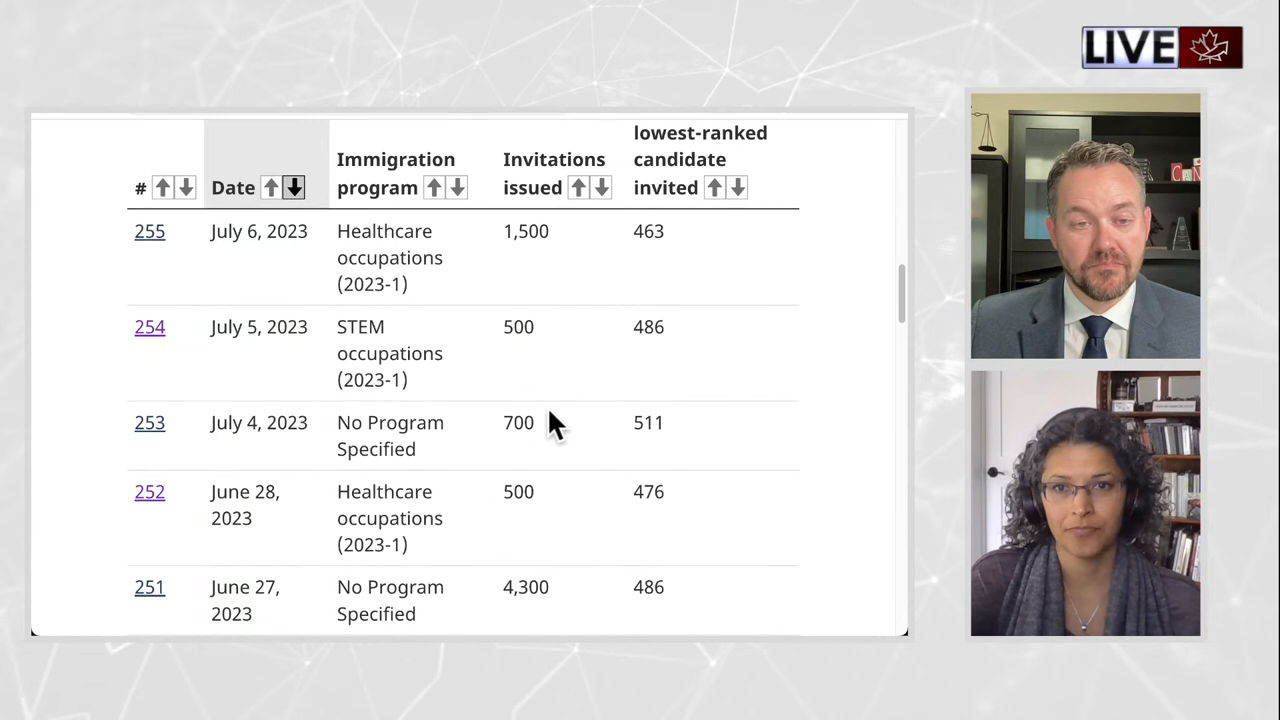 LIVE
lowest-ranked
Immigration Invitations candidate
# Date program issued invited
255 July 6, 2023 Healthcare 1,500 463
occupations
(2023-1)
254 July 5, 2023 STEM 500 486
occupations
(2023-1)
253 July 4, 2023 No Program 700 511
Specified
252 June 28, Healthcare 500 476
2023 occupations
(2023-1)
251 June 27, No Program 4,300 486
2023 Specified